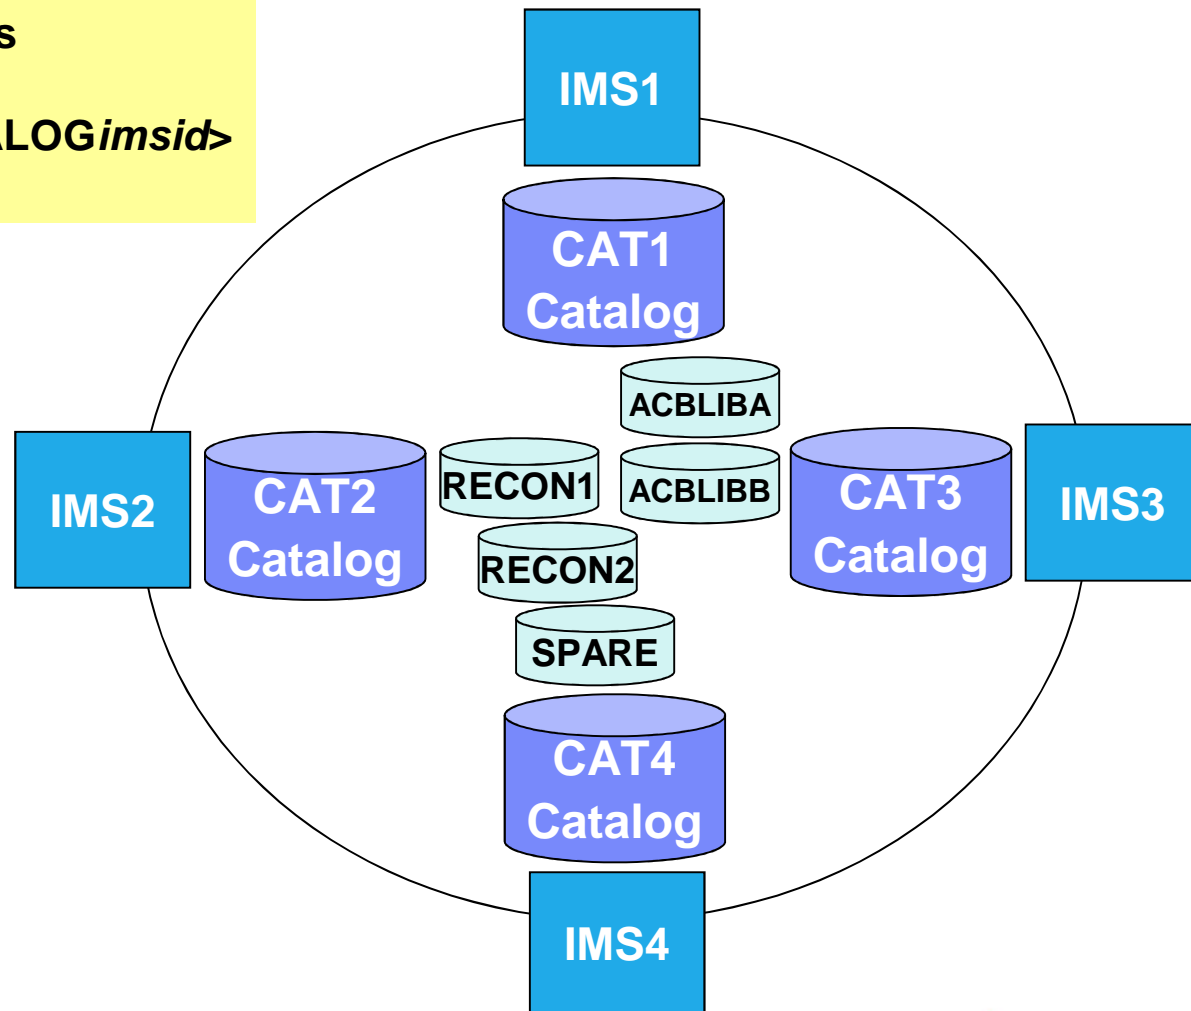 s
ALOGimsid>
IMS1
CAT1
Catalog
ACBLIBA
ACBLIBB
RECON1
RECON2
SPARE
IMS2
CAT2
Catalog
CAT3
Catalog
IMS3
CAT4
Catalog
IMS4